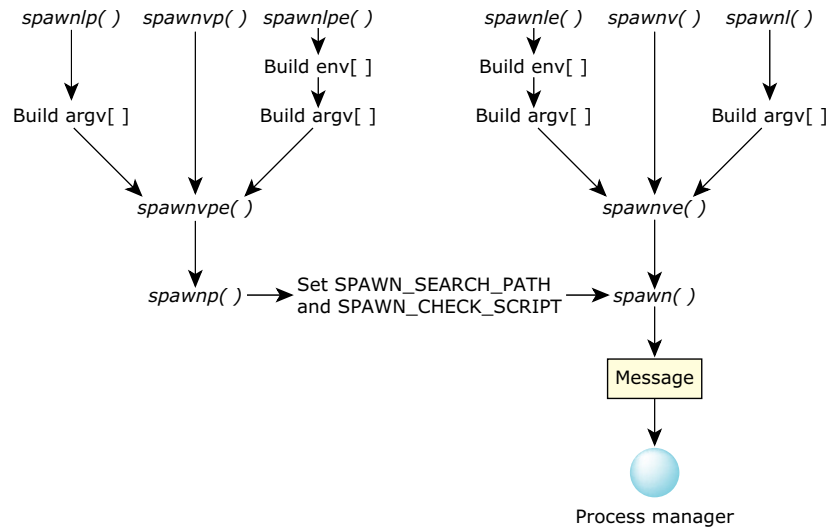 spawnlp( ) spawnvp( ) spawnlpe( ) spawnle( ) spawnv( ) spawnl( )
Build env[ ] Build env[ ]
Build argv[ ] Build argv[ ] Build argv[ ] Build argv[ ]
spawnvpe( ) spawnve( )
spawnp( ) Set SPAWN_SEARCH_PATH
and SPAWN_CHECK_SCRIPT spawn( )
Message
Process manager